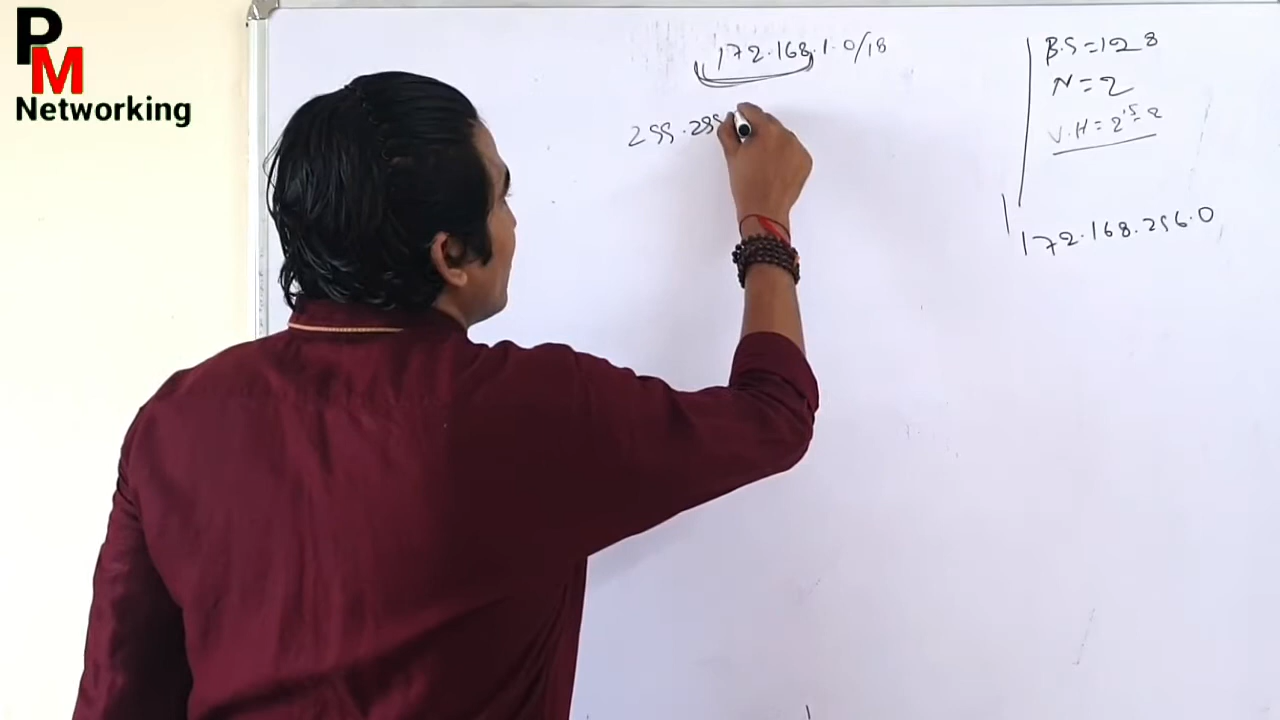 PM
Networking
172.168.1.0/18
255.255
B.S=128
N=2
V.H=2^15-2
172.168.256.0